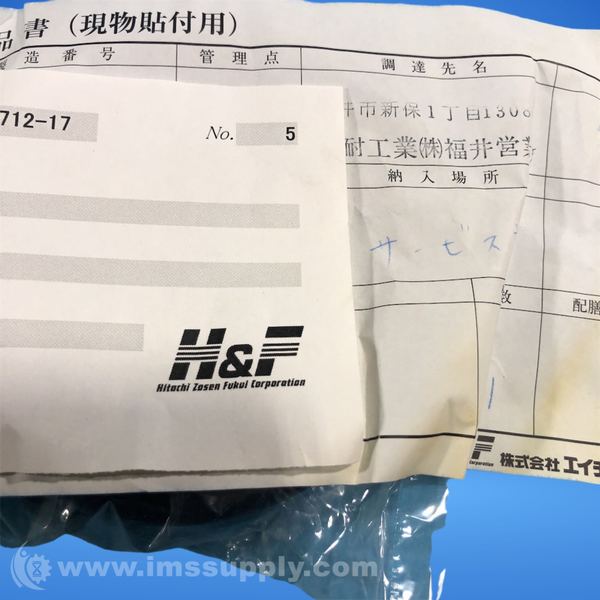 品書(現物貼付用)
造番号 管理点 調達先名
井市新保1丁目1308
耐工業㈱福井営業
納入場所
サービス
数 配膳
1
F 株式会社エイチ
Corporation
712-17
No. 5
H&F
Hitachi Zosen Fukui Corporation
www.imssupply.com